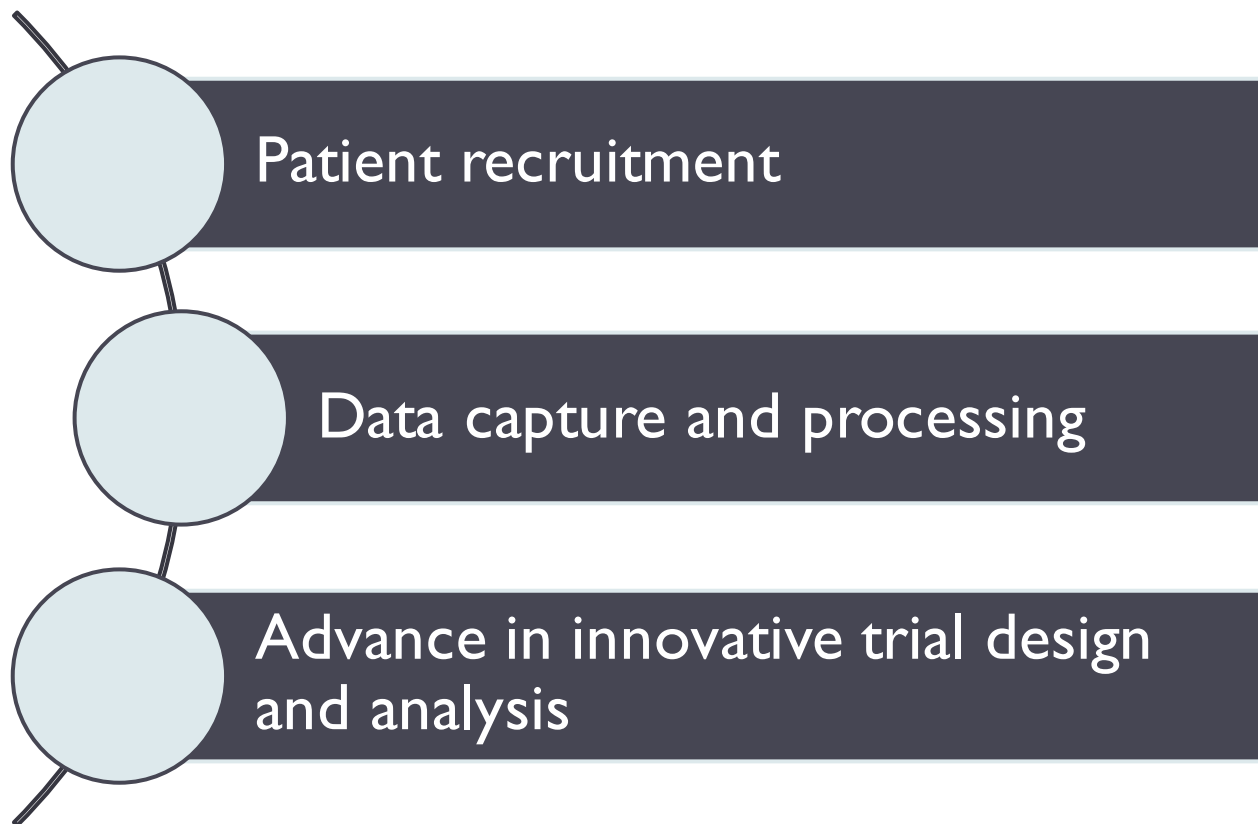 Patient recruitment
Data capture and processing
Advance in innovative trial design
and analysis